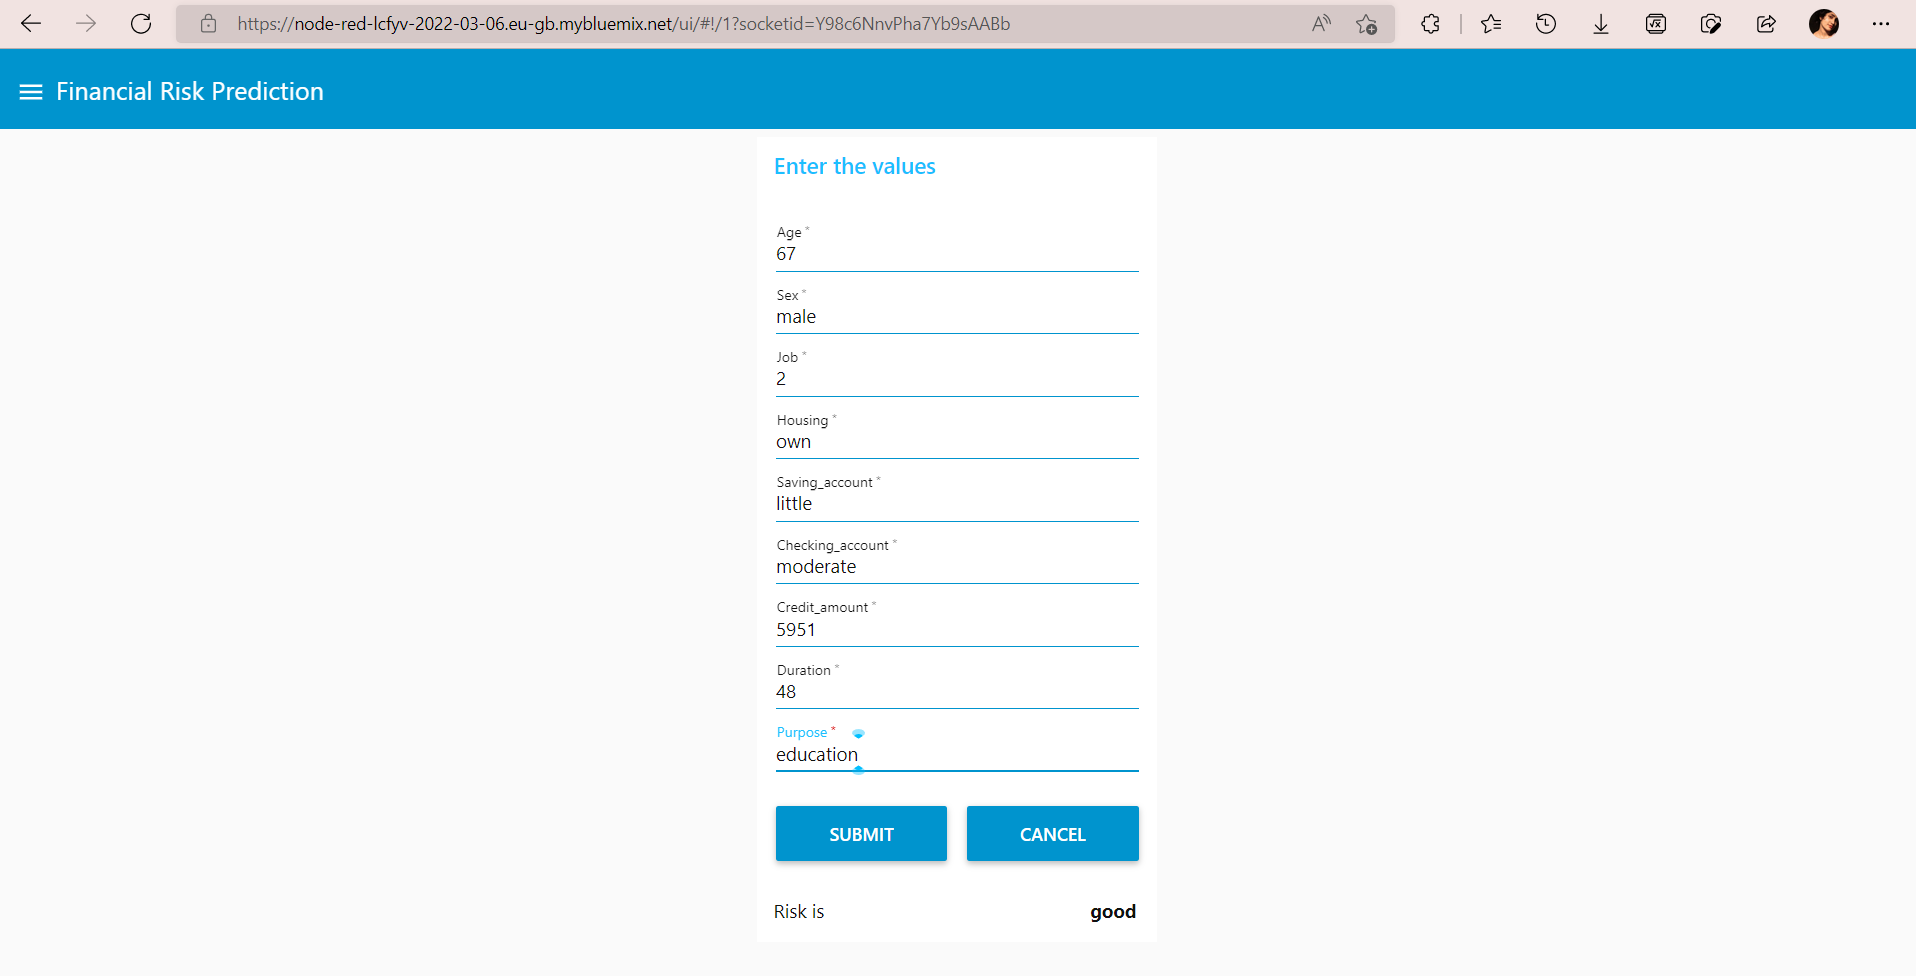 https://node-red-lcfyv-2022-03-06.eu-gb.mybluemix.net/ui/#!/1?socketid=Y98c6NnvPha7Yb9sAABb
Financial Risk Prediction
Enter the values
Age *
67
Sex *
male
Job *
2
Housing *
own
Saving_account *
little
Checking_account *
moderate
Credit_amount *
5951
Duration *
48
Purpose *
education
SUBMIT CANCEL
Risk is good